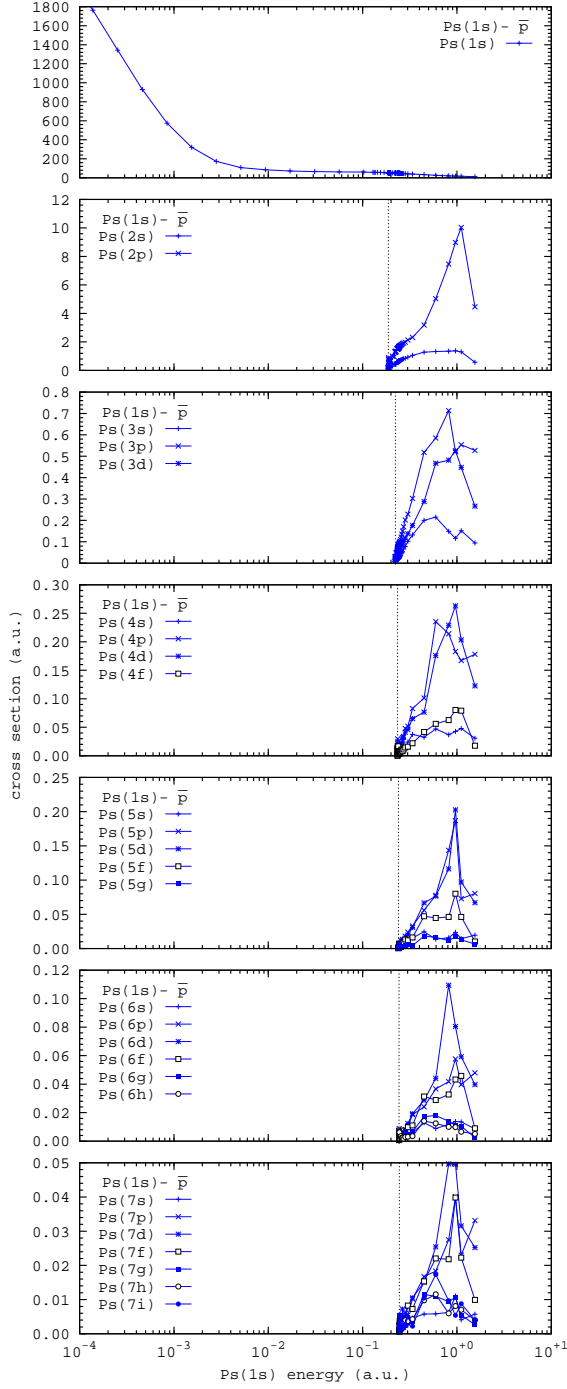 1800
1600
1400
1200
1000
800
600
400
200
0
Ps(1s)- p̅
Ps(1s)
12
10
8
6
4
2
0
Ps(1s)- p̅
Ps(2s)
Ps(2p)
0.8
0.7
0.6
0.5
0.4
0.3
0.2
0.1
0
Ps(1s)- p̅
Ps(3s)
Ps(3p)
Ps(3d)
cross section (a.u.)
0.30
0.25
0.20
0.15
0.10
0.05
0.00
Ps(1s)- p̅
Ps(4s)
Ps(4p)
Ps(4d)
Ps(4f)
0.25
0.20
0.15
0.10
0.05
0.00
Ps(1s)- p̅
Ps(5s)
Ps(5p)
Ps(5d)
Ps(5f)
Ps(5g)
0.12
0.10
0.08
0.06
0.04
0.02
0.00
Ps(1s)- p̅
Ps(6s)
Ps(6p)
Ps(6d)
Ps(6f)
Ps(6g)
Ps(6h)
0.05
0.04
0.03
0.02
0.01
0.00
Ps(1s)- p̅
Ps(7s)
Ps(7p)
Ps(7d)
Ps(7f)
Ps(7g)
Ps(7h)
Ps(7i)
10⁻⁴ 10⁻³ 10⁻² 10⁻¹ 10⁰ 10⁺¹
Ps(1s) energy (a.u.)